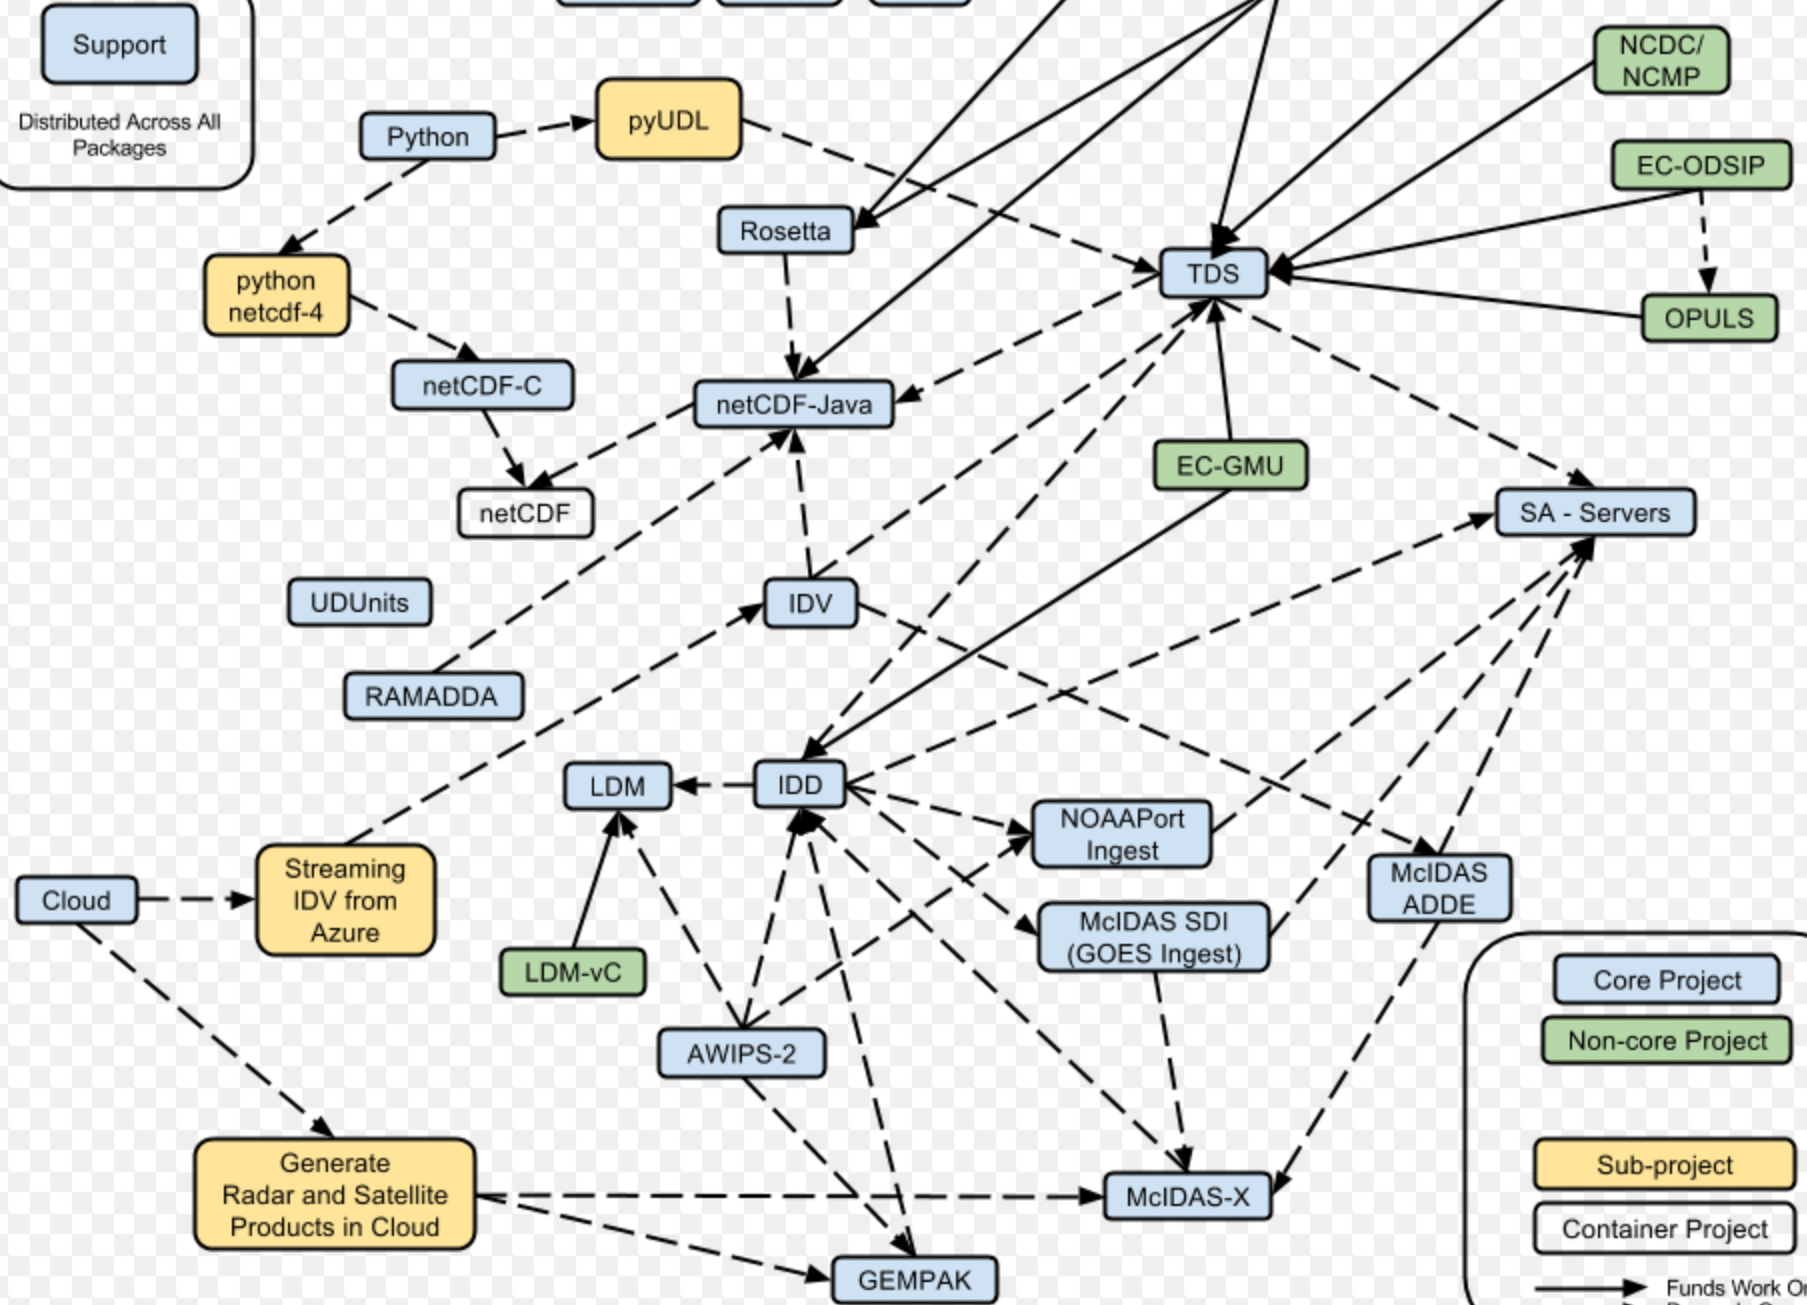 Support
Distributed Across All
Packages
Python
pyUDL
NCDC/
NCMP
EC-ODSIP
Rosetta
TDS
python
netcdf-4
OPULS
netCDF-C
netCDF-Java
EC-GMU
netCDF
SA - Servers
UDUnits
IDV
RAMADDA
LDM
IDD
NOAAPort
Ingest
Streaming
IDV from
Azure
Cloud
McIDAS
ADDE
McIDAS SDI
(GOES Ingest)
LDM-vC
Core Project
Non-core Project
AWIPS-2
Generate
Radar and Satellite
Products in Cloud
McIDAS-X
Sub-project
Container Project
GEMPAK
Funds Work